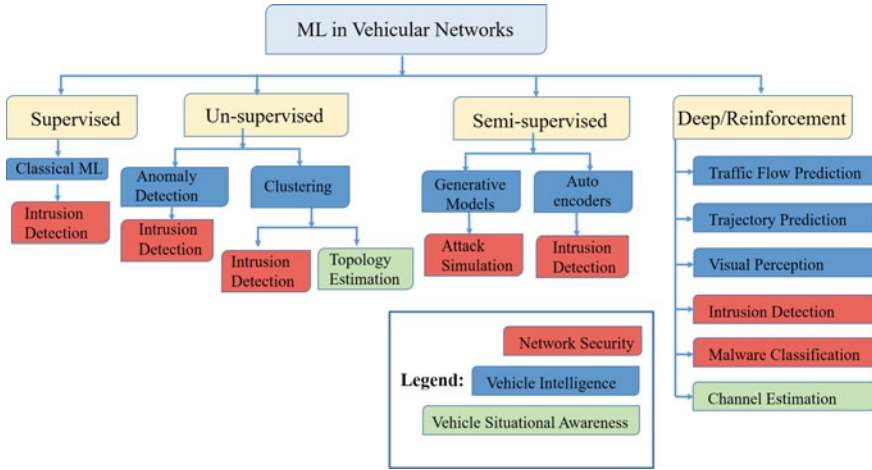 ML in Vehicular Networks
Supervised
Un-supervised
Semi-supervised
Deep/Reinforcement
Classical ML
Intrusion
Detection
Anomaly
Detection
Intrusion
Detection
Clustering
Intrusion
Detection
Topology
Estimation
Generative
Models
Attack
Simulation
Auto
encoders
Intrusion
Detection
Traffic Flow Prediction
Trajectory Prediction
Visual Perception
Intrusion Detection
Malware Classification
Channel Estimation
Legend:
Network Security
Vehicle Intelligence
Vehicle Situational Awareness